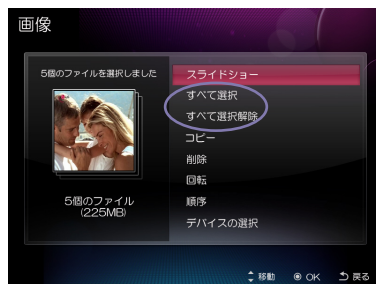 画像
5個のファイルを選択しました
5個のファイル
(225MB)
スライドショー
すべて選択
すべて選択解除
コピー
削除
回転
順序
デバイスの選択
移動 OK 戻る